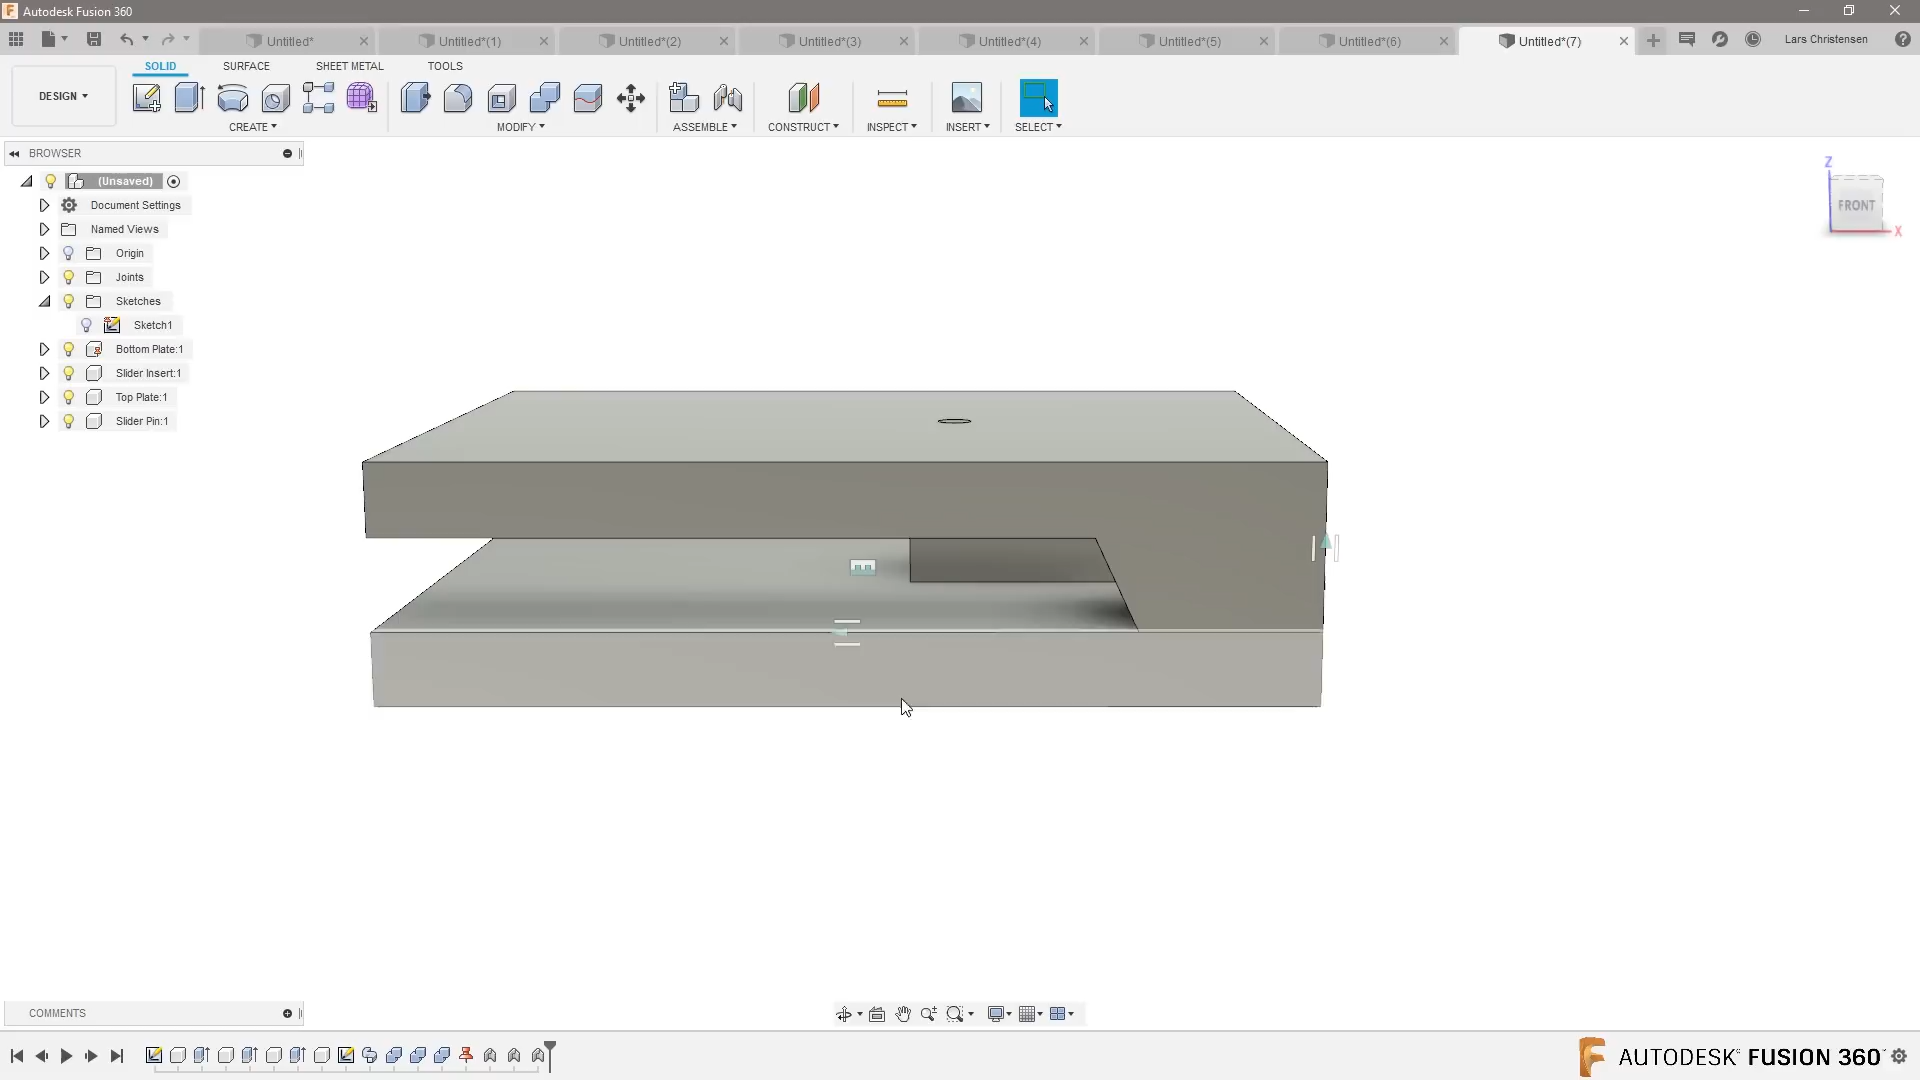 Autodesk Fusion 360
Untitled*
Untitled*(1)
Untitled*(2)
Untitled*(3)
Untitled*(4)
Untitled*(5)
Untitled*(6)
Untitled*(7)
Lars Christensen
SOLID
SURFACE
SHEET METAL
TOOLS
DESIGN
CREATE
MODIFY
ASSEMBLE
CONSTRUCT
INSPECT
INSERT
SELECT
BROWSER
(Unsaved)
Document Settings
Named Views
Origin
Joints
Sketches
Sketch1
Bottom Plate:1
Slider Insert:1
Top Plate:1
Slider Pin:1
Z
FRONT
X
COMMENTS
AUTODESK® FUSION 360™